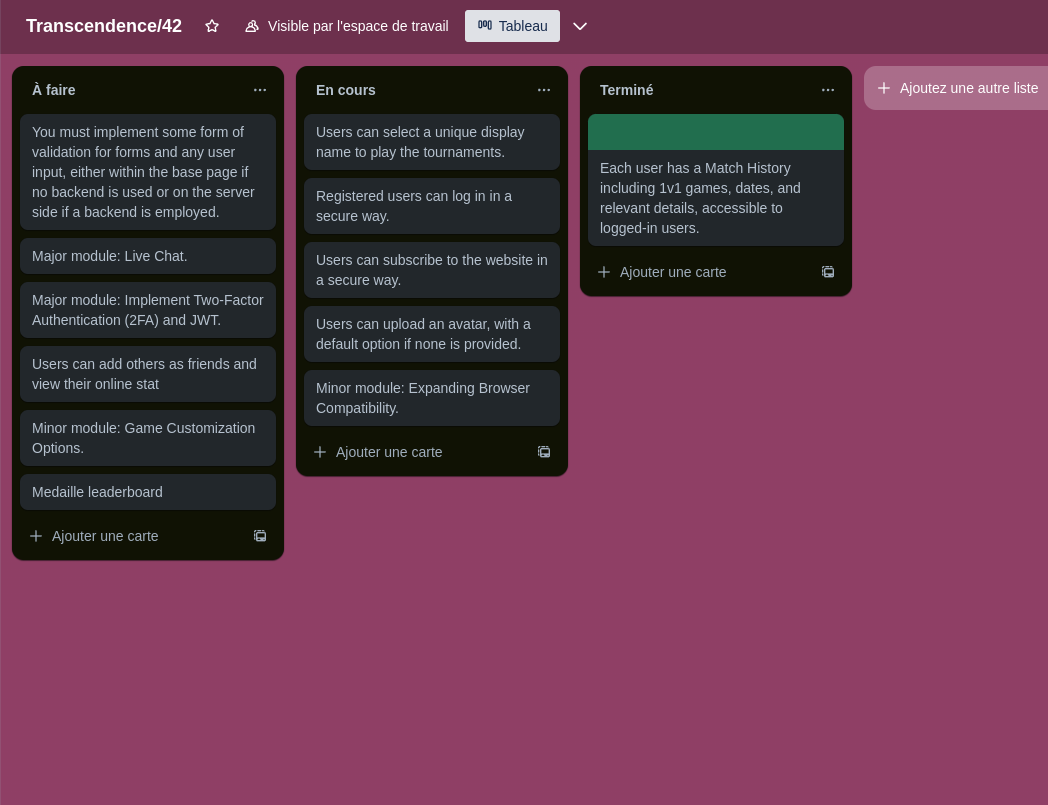 Transcendence/42
Visible par l'espace de travail
Tableau
À faire
You must implement some form of
validation for forms and any user
input, either within the base page if
no backend is used or on the server
side if a backend is employed.
Major module: Live Chat.
Major module: Implement Two-Factor
Authentication (2FA) and JWT.
Users can add others as friends and
view their online stat
Minor module: Game Customization
Options.
Medaille leaderboard
Ajouter une carte
En cours
Users can select a unique display
name to play the tournaments.
Registered users can log in in a
secure way.
Users can subscribe to the website in
a secure way.
Users can upload an avatar, with a
default option if none is provided.
Minor module: Expanding Browser
Compatibility.
Ajouter une carte
Terminé
Each user has a Match History
including 1v1 games, dates, and
relevant details, accessible to
logged-in users.
Ajouter une carte
Ajoutez une autre liste